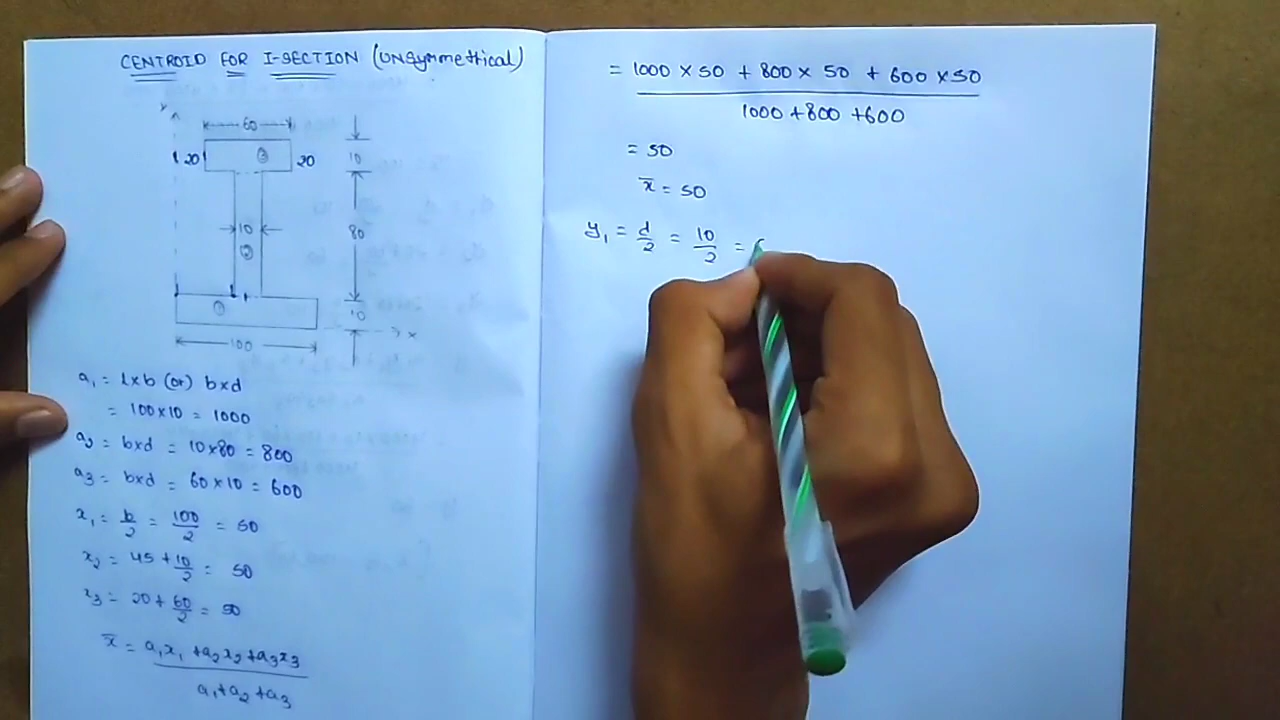 CENTROID FOR I-SECTION (UNSymmetrical)
y
60
20 3 20 10
10 80
2
1 10
x
100
a₁ = l×b (or) b×d
= 100×10 = 1000
a₂ = b×d = 10×80 = 800
a₃ = b×d = 60×10 = 600
x₁ = b/2 = 100/2 = 50
x₂ = 45 + 10/2 = 50
x₃ = 20 + 60/2 = 50
x̄ = a₁x₁ + a₂x₂ + a₃x₃
a₁ + a₂ + a₃
= 1000 × 50 + 800 × 50 + 600 × 50
1000 + 800 + 600
= 50
x̄ = 50
y₁ = d/2 = 10/2 =